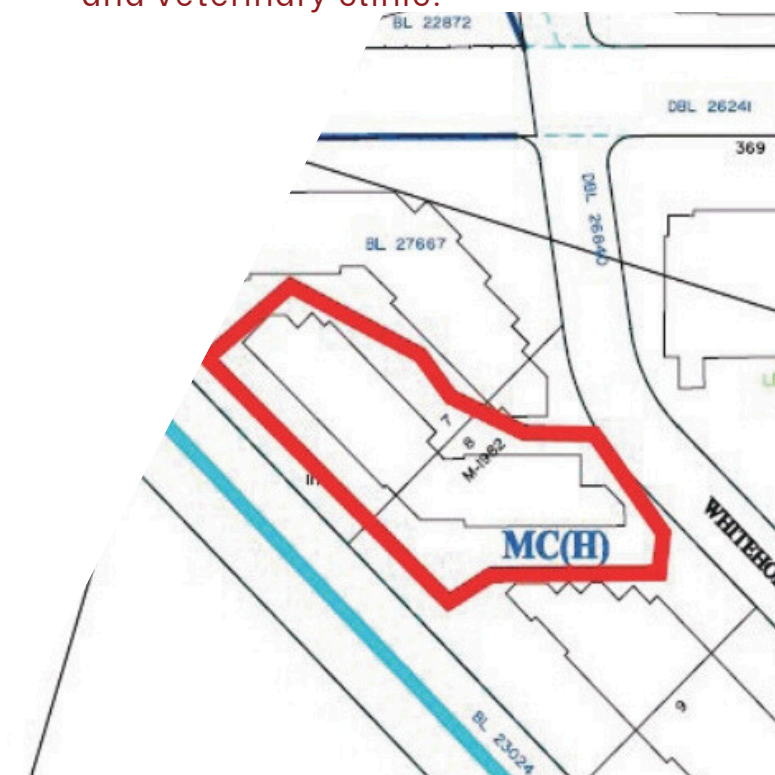 and veterinary clinic.
BL 22872
DBL 26241
369
DBL 26640
BL 27667
7
8
M-1962
MC(H)
9
BL 23024